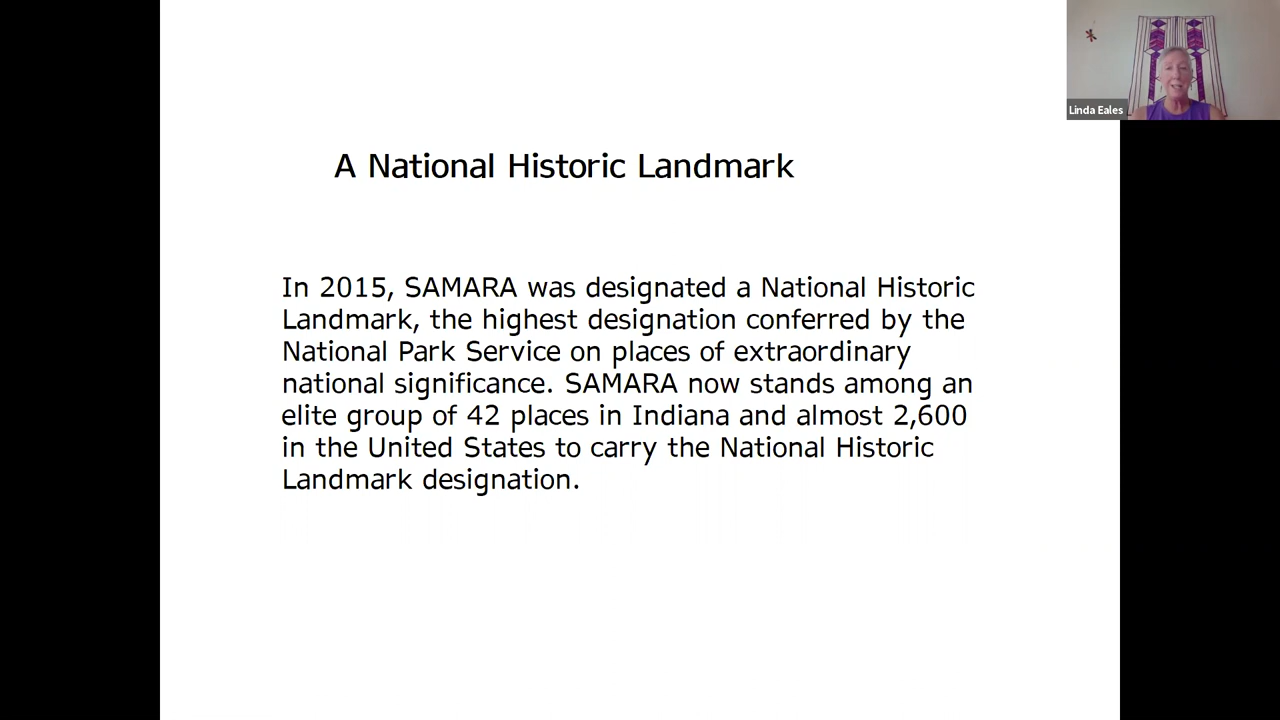 A National Historic Landmark
In 2015, SAMARA was designated a National Historic
Landmark, the highest designation conferred by the
National Park Service on places of extraordinary
national significance. SAMARA now stands among an
elite group of 42 places in Indiana and almost 2,600
in the United States to carry the National Historic
Landmark designation.
Linda Eales